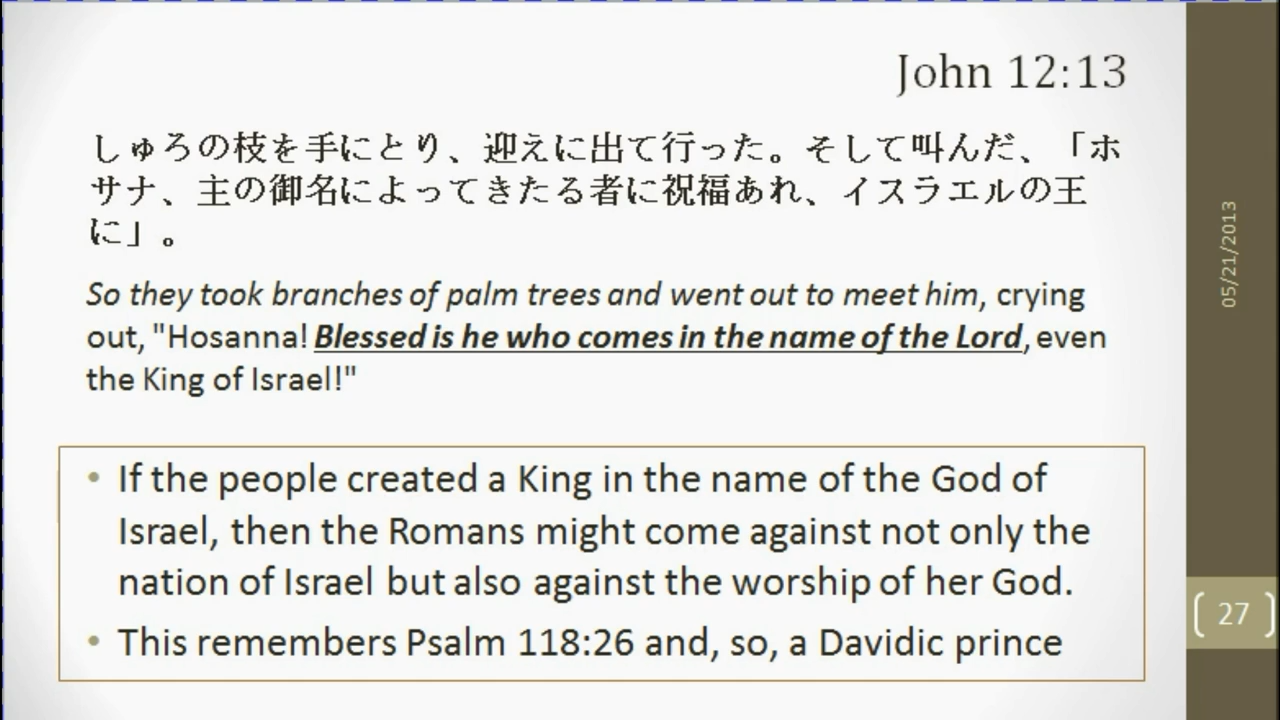 John 12:13
しゅろの枝を手にとり、迎えに出て行った。そして叫んだ、「ホ
サナ、主の御名によってきたる者に祝福あれ、イスラエルの王
に」。
So they took branches of palm trees and went out to meet him, crying
out, "Hosanna! Blessed is he who comes in the name of the Lord, even
the King of Israel!"
• If the people created a King in the name of the God of
Israel, then the Romans might come against not only the
nation of Israel but also against the worship of her God.
• This remembers Psalm 118:26 and, so, a Davidic prince
05/21/2013
27